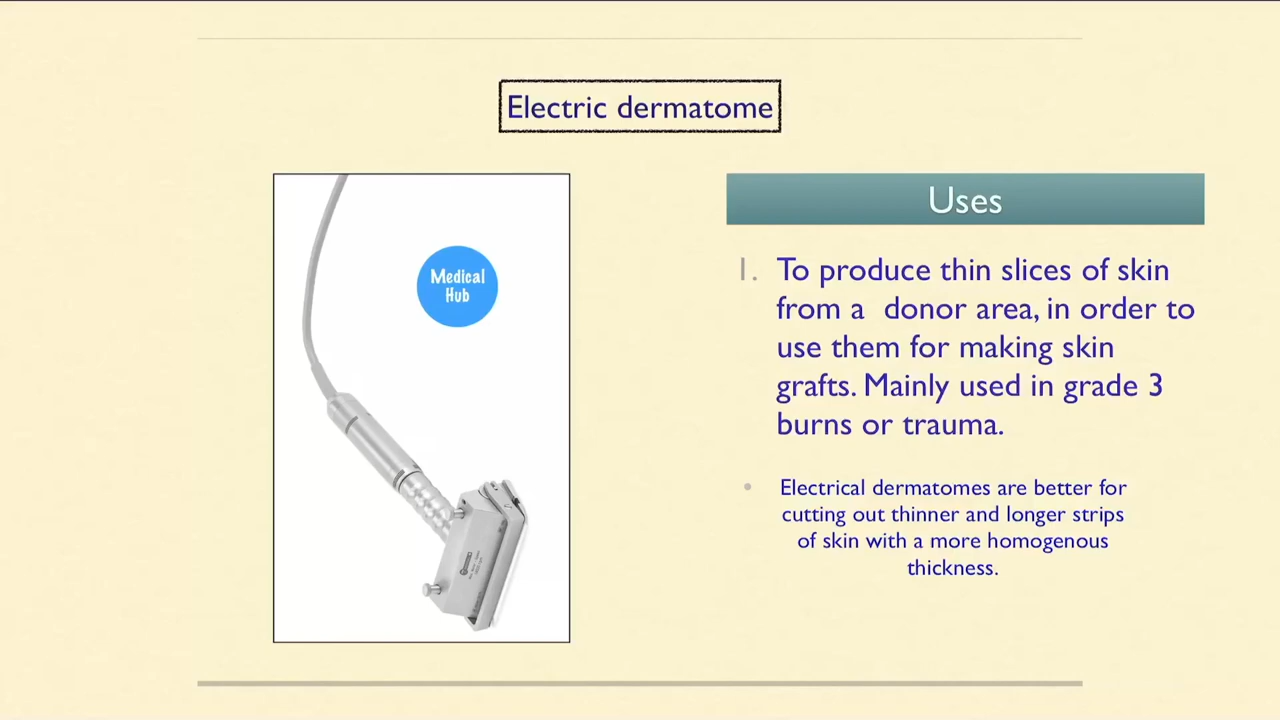 Electric dermatome
Medical
Hub
Uses
1. To produce thin slices of skin
from a donor area, in order to
use them for making skin
grafts. Mainly used in grade 3
burns or trauma.
• Electrical dermatomes are better for
cutting out thinner and longer strips
of skin with a more homogenous
thickness.